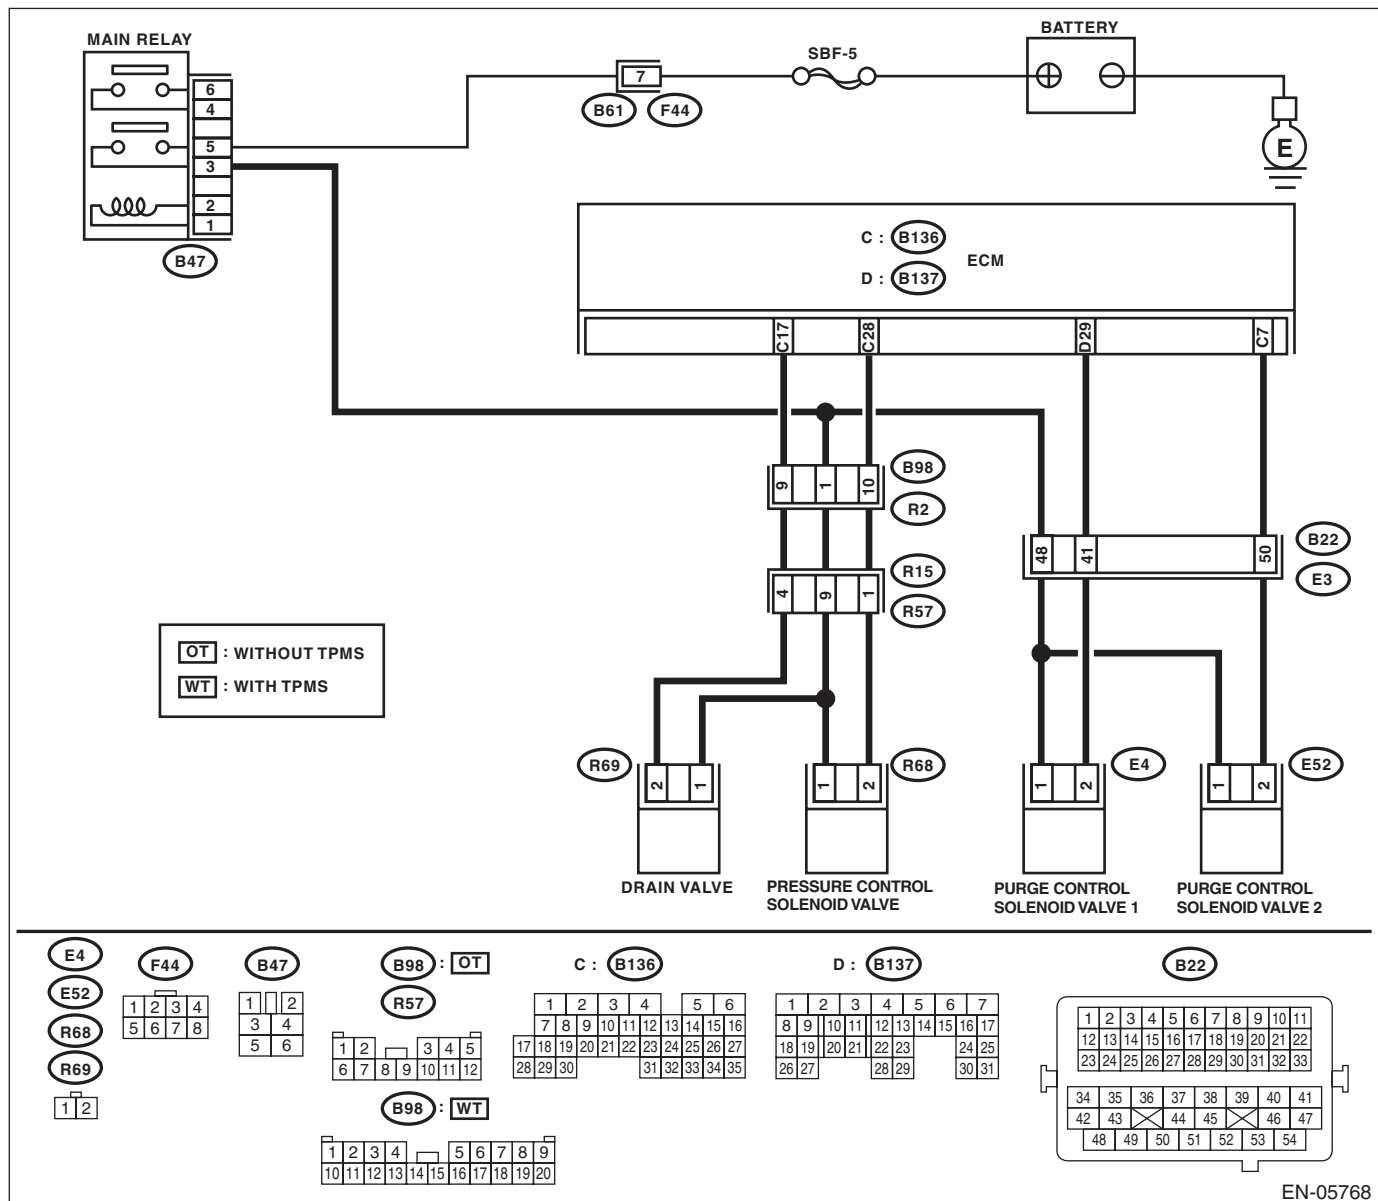 MAIN RELAY
BATTERY
SBF-5
6
4
5
3
2
1
7
B61 F44
E
B47
C : B136
D : B137
ECM
C17 C28 D29 C7
9 1 10
B98
R2
48 41 50
B22
E3
4 9 1
R15
R57
OT : WITHOUT TPMS
WT : WITH TPMS
R69 R68 E4 E52
2 1 1 2 1 2 1 2
DRAIN VALVE
PRESSURE CONTROL
SOLENOID VALVE
PURGE CONTROL
SOLENOID VALVE 1
PURGE CONTROL
SOLENOID VALVE 2
E4
E52
R68
R69
1 2
F44
1 2 3 4
5 6 7 8
B47
1 2
3 4
5 6
B98 : OT
R57
1 2 3 4 5
6 7 8 9 10 11 12
B98 : WT
1 2 3 4 5 6 7 8 9
10 11 12 13 14 15 16 17 18 19 20
C : B136
1 2 3 4 5 6
7 8 9 10 11 12 13 14 15 16
17 18 19 20 21 22 23 24 25 26 27
28 29 30 31 32 33 34 35
D : B137
1 2 3 4 5 6 7
8 9 10 11 12 13 14 15 16 17
18 19 20 21 22 23 24 25
26 27 28 29 30 31
B22
1 2 3 4 5 6 7 8 9 10 11
12 13 14 15 16 17 18 19 20 21 22
23 24 25 26 27 28 29 30 31 32 33
34 35 36 37 38 39 40 41
42 43 44 45 46 47
48 49 50 51 52 53 54
EN-05768